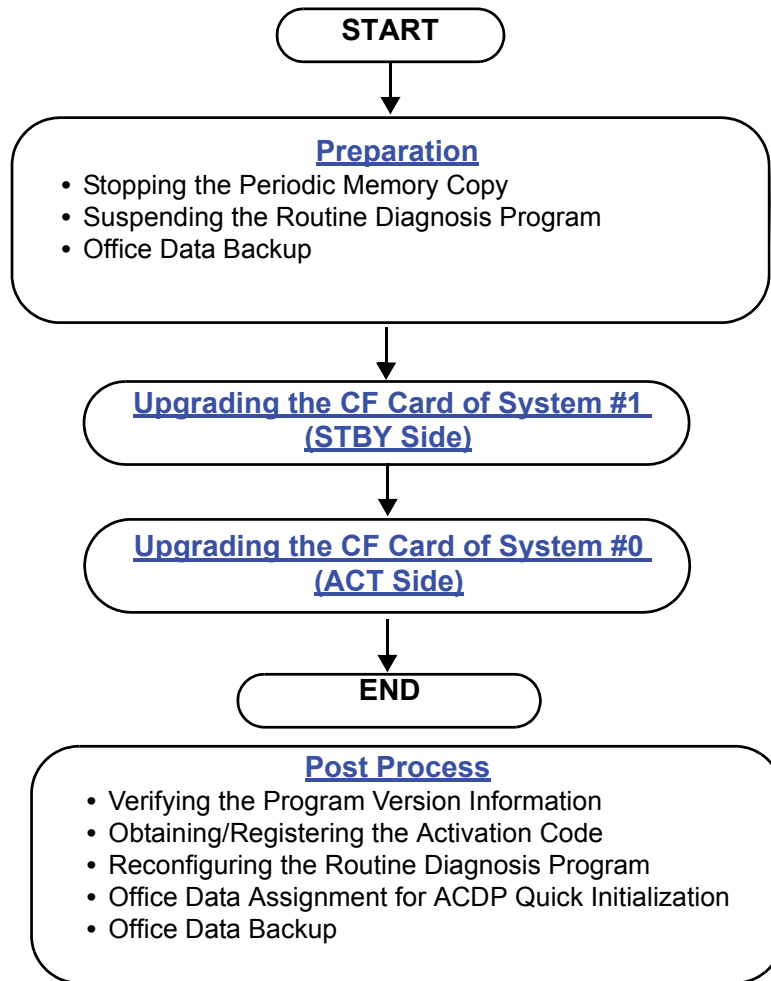 START
Preparation
• Stopping the Periodic Memory Copy
• Suspending the Routine Diagnosis Program
• Office Data Backup
Upgrading the CF Card of System #1
(STBY Side)
Upgrading the CF Card of System #0
(ACT Side)
END
Post Process
• Verifying the Program Version Information
• Obtaining/Registering the Activation Code
• Reconfiguring the Routine Diagnosis Program
• Office Data Assignment for ACDP Quick Initialization
• Office Data Backup